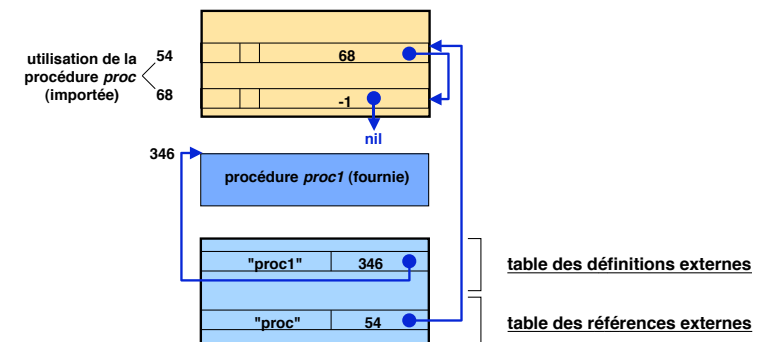 utilisation de la
procédure proc
(importée)
54
68
68
-1
nil
346
procédure proc1 (fournie)
"proc1" 346
table des définitions externes
"proc" 54
table des références externes